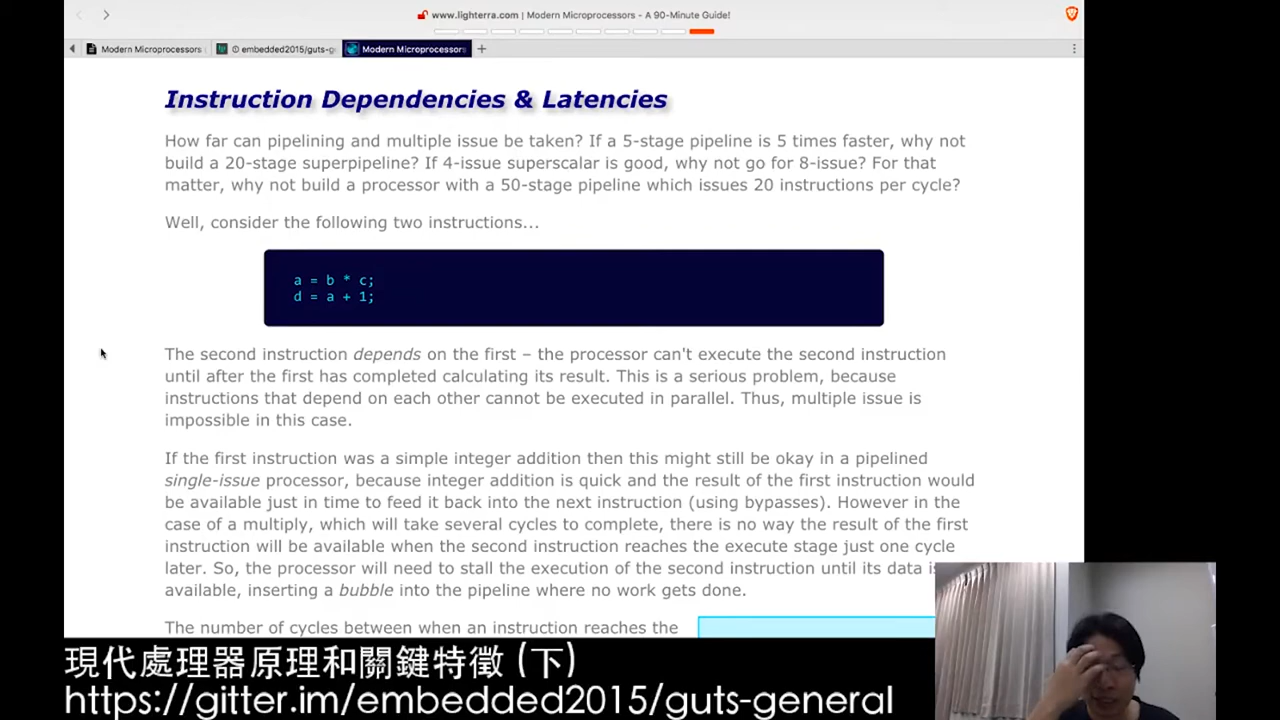 www.lighterra.com | Modern Microprocessors - A 90-Minute Guide!
Modern Microprocessors
embedded2015/guts-g
Modern Microprocessors
Instruction Dependencies & Latencies
How far can pipelining and multiple issue be taken? If a 5-stage pipeline is 5 times faster, why not
build a 20-stage superpipeline? If 4-issue superscalar is good, why not go for 8-issue? For that
matter, why not build a processor with a 50-stage pipeline which issues 20 instructions per cycle?
Well, consider the following two instructions...
a = b * c;
d = a + 1;
The second instruction depends on the first – the processor can't execute the second instruction
until after the first has completed calculating its result. This is a serious problem, because
instructions that depend on each other cannot be executed in parallel. Thus, multiple issue is
impossible in this case.
If the first instruction was a simple integer addition then this might still be okay in a pipelined
single-issue processor, because integer addition is quick and the result of the first instruction would
be available just in time to feed it back into the next instruction (using bypasses). However in the
case of a multiply, which will take several cycles to complete, there is no way the result of the first
instruction will be available when the second instruction reaches the execute stage just one cycle
later. So, the processor will need to stall the execution of the second instruction until its data is
available, inserting a bubble into the pipeline where no work gets done.
The number of cycles between when an instruction reaches the
現代處理器原理和關鍵特徵 (下)
https://gitter.im/embedded2015/guts-general